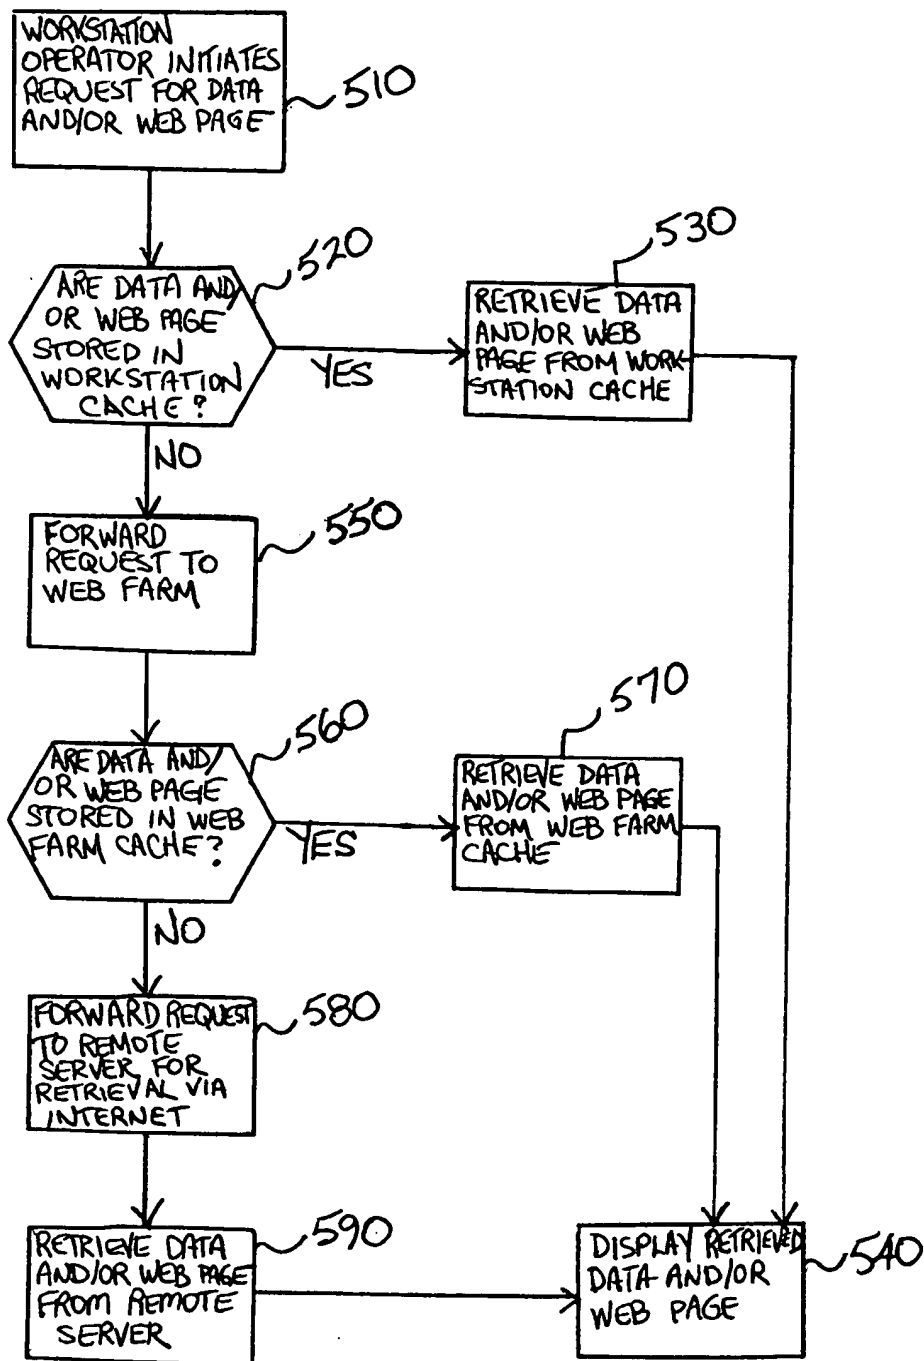 WORKSTATION
OPERATOR INITIATES
REQUEST FOR DATA
AND/OR WEB PAGE
510
520
ARE DATA AND/
OR WEB PAGE
STORED IN
WORKSTATION
CACHE?
YES
530
RETRIEVE DATA
AND/OR WEB
PAGE FROM WORK-
STATION CACHE
NO
550
FORWARD
REQUEST TO
WEB FARM
560
ARE DATA AND/
OR WEB PAGE
STORED IN WEB
FARM CACHE?
YES
570
RETRIEVE DATA
AND/OR WEB PAGE
FROM WEB FARM
CACHE
NO
580
FORWARD REQUEST
TO REMOTE
SERVER FOR
RETRIEVAL VIA
INTERNET
590
RETRIEVE DATA
AND/OR WEB PAGE
FROM REMOTE
SERVER
DISPLAY RETRIEVED
DATA AND/OR
WEB PAGE
540